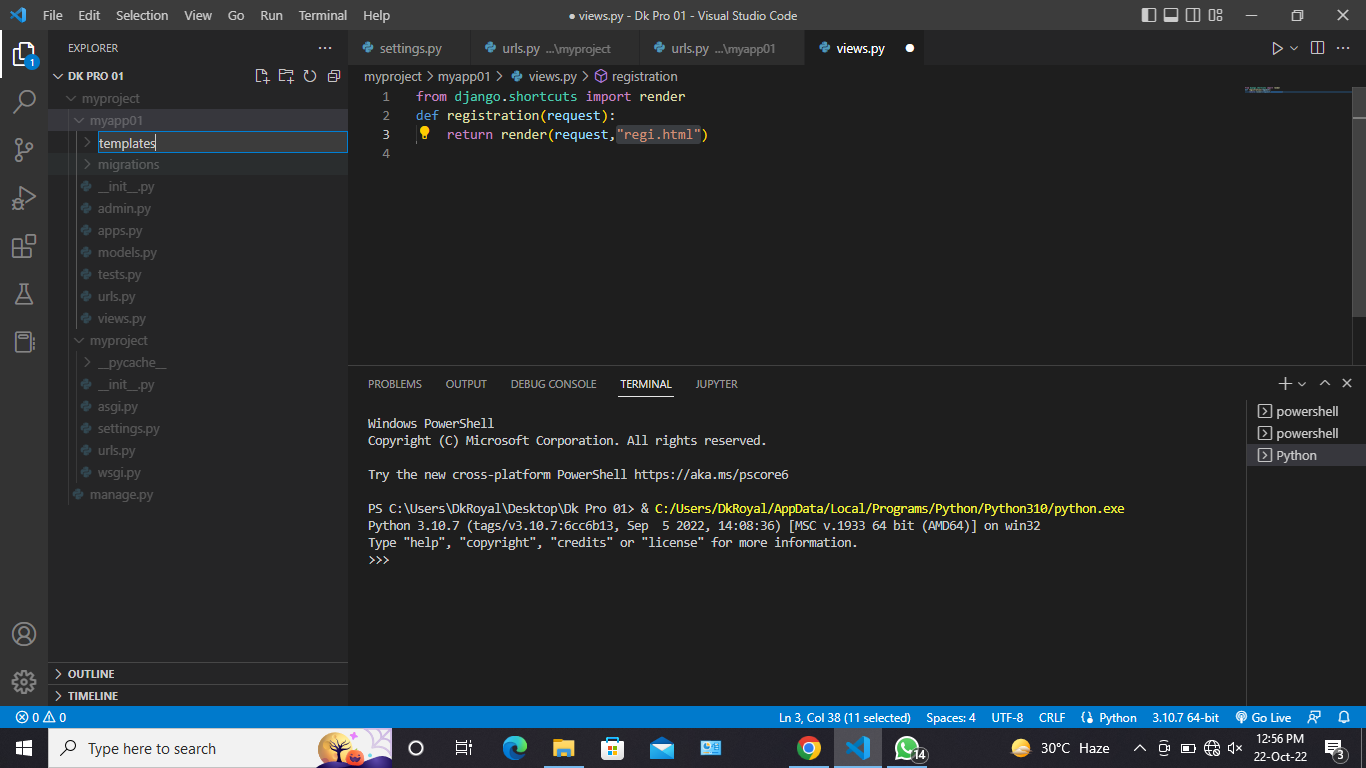 File Edit Selection View Go Run Terminal Help
● views.py - Dk Pro 01 - Visual Studio Code
EXPLORER
1
DK PRO 01
myproject
myapp01
templates
migrations
__init__.py
admin.py
apps.py
models.py
tests.py
urls.py
views.py
myproject
__pycache__
__init__.py
asgi.py
settings.py
urls.py
wsgi.py
manage.py
OUTLINE
TIMELINE
settings.py
urls.py ...\myproject
urls.py ...\myapp01
views.py
myproject > myapp01 > views.py > registration
1 from django.shortcuts import render
2 def registration(request):
3 return render(request,"regi.html")
4
PROBLEMS OUTPUT DEBUG CONSOLE TERMINAL JUPYTER
Windows PowerShell
Copyright (C) Microsoft Corporation. All rights reserved.
Try the new cross-platform PowerShell https://aka.ms/pscore6
PS C:\Users\DkRoyal\Desktop\Dk Pro 01> & C:/Users/DkRoyal/AppData/Local/Programs/Python/Python310/python.exe
Python 3.10.7 (tags/v3.10.7:6cc6b13, Sep  5 2022, 14:08:36) [MSC v.1933 64 bit (AMD64)] on win32
Type "help", "copyright", "credits" or "license" for more information.
>>>
powershell
powershell
Python
0 0
Ln 3, Col 38 (11 selected) Spaces: 4 UTF-8 CRLF Python 3.10.7 64-bit Go Live
Type here to search
14
30°C Haze
12:56 PM
22-Oct-22
3